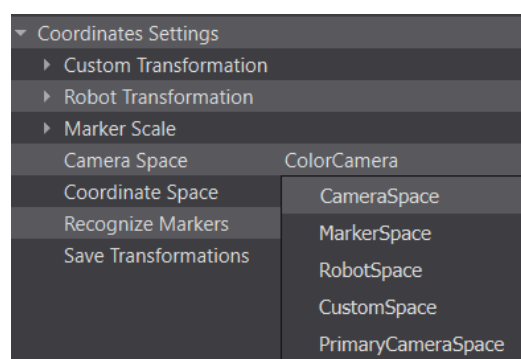 Coordinates Settings
Custom Transformation
Robot Transformation
Marker Scale
Camera Space ColorCamera
Coordinate Space CameraSpace
Recognize Markers MarkerSpace
Save Transformations RobotSpace
CustomSpace
PrimaryCameraSpace